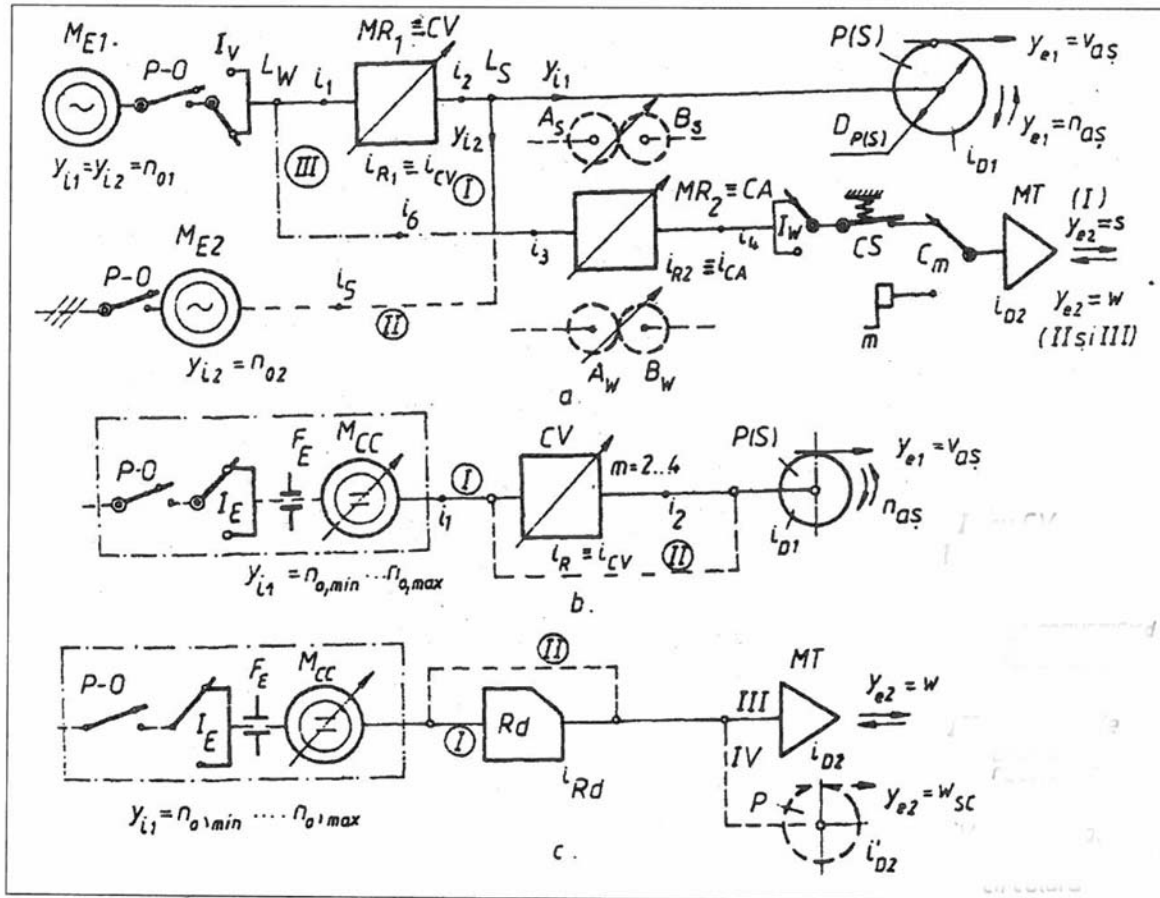 M_E1
P-O
I_V
L_W
i_1
MR_1 ≡ CV
i_2
L_S
y_i1
P(S)
y_e1 = v_aș
y_i1 = y_i2 = n_01
III
i_R1 ≡ i_CV
I
y_i2
A_S
B_S
D_P(S)
i_D1
y_e1 = n_aș
i_6
i_3
MR_2 ≡ CA
i_4
I_W
CS
C_m
MT
(I)
y_e2 = s
M_E2
P-O
i_5
II
i_R2 ≡ i_CA
m
i_D2
y_e2 = w
(II și III)
y_i2 = n_02
A_W
B_W
a
P-O
I_E
F_E
M_CC
I
i_1
CV
m=2..4
i_2
P(S)
y_e1 = v_aș
n_aș
i_D1
i_R ≡ i_CV
II
y_i1 = n_o,min ... n_o,max
b.
P-O
I_E
F_E
M_CC
II
I
Rd
i_Rd
III
MT
y_e2 = w
i_D2
IV
P
y_e2 = w_sc
i'_D2
y_i1 = n_o,min .... n_o,max
c.